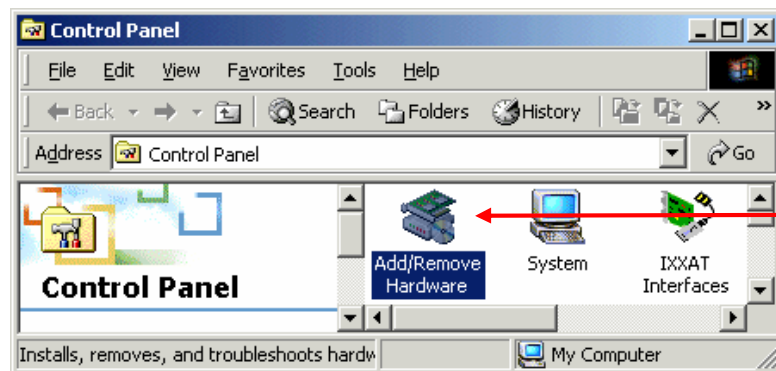 Control Panel
File Edit View Favorites Tools Help
Back Search Folders History »
Address Control Panel Go
Control Panel
Add/Remove Hardware
System
IXXAT Interfaces
Installs, removes, and troubleshoots hardw
My Computer